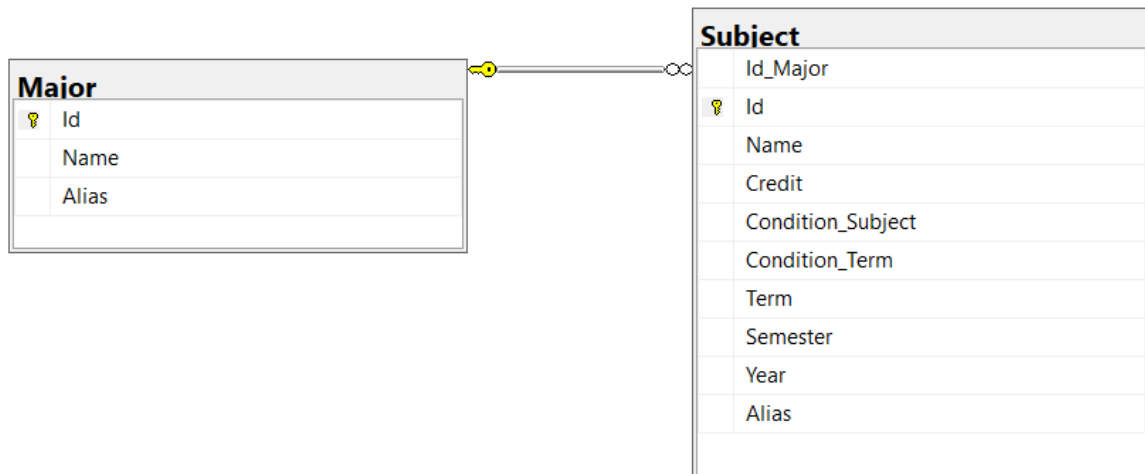 Major
Id
Name
Alias
Subject
Id_Major
Id
Name
Credit
Condition_Subject
Condition_Term
Term
Semester
Year
Alias